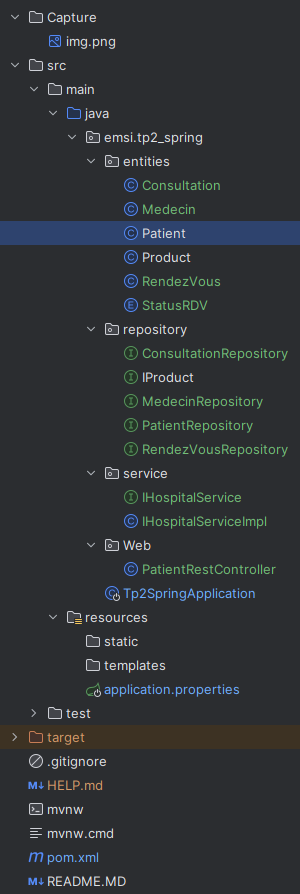 Capture
img.png
src
main
java
emsi.tp2_spring
entities
C Consultation
C Medecin
C Patient
C Product
C RendezVous
E StatusRDV
repository
I ConsultationRepository
I IProduct
I MedecinRepository
I PatientRepository
I RendezVousRepository
service
I IHospitalService
C IHospitalServiceImpl
Web
C PatientRestController
C Tp2SpringApplication
resources
static
templates
application.properties
test
target
.gitignore
M↓ HELP.md
mvnw
mvnw.cmd
m pom.xml
M↓ README.MD